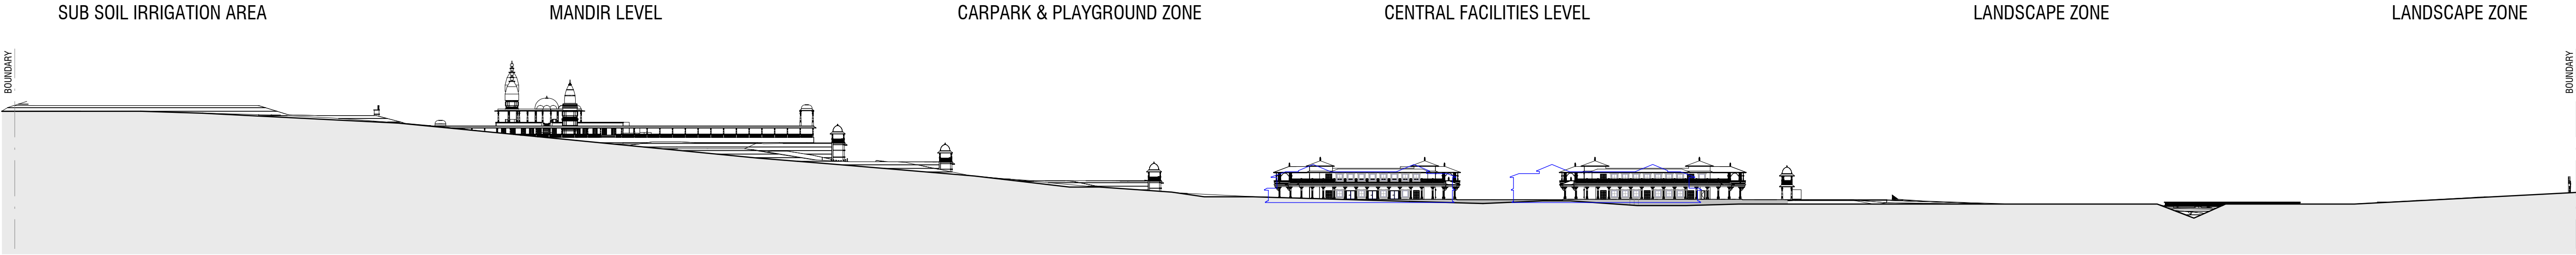 SUB SOIL IRRIGATION AREA
MANDIR LEVEL
CARPARK & PLAYGROUND ZONE
CENTRAL FACILITIES LEVEL
LANDSCAPE ZONE
LANDSCAPE ZONE
BOUNDARY
BOUNDARY